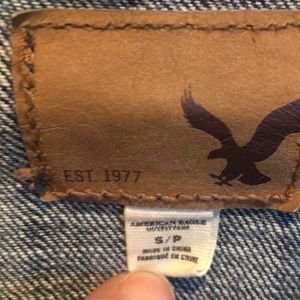 EST. 1977
AMERICAN EAGLE
OUTFITTERS
S/P
MADE IN CHINA
FABRIQUÉ EN CHINE